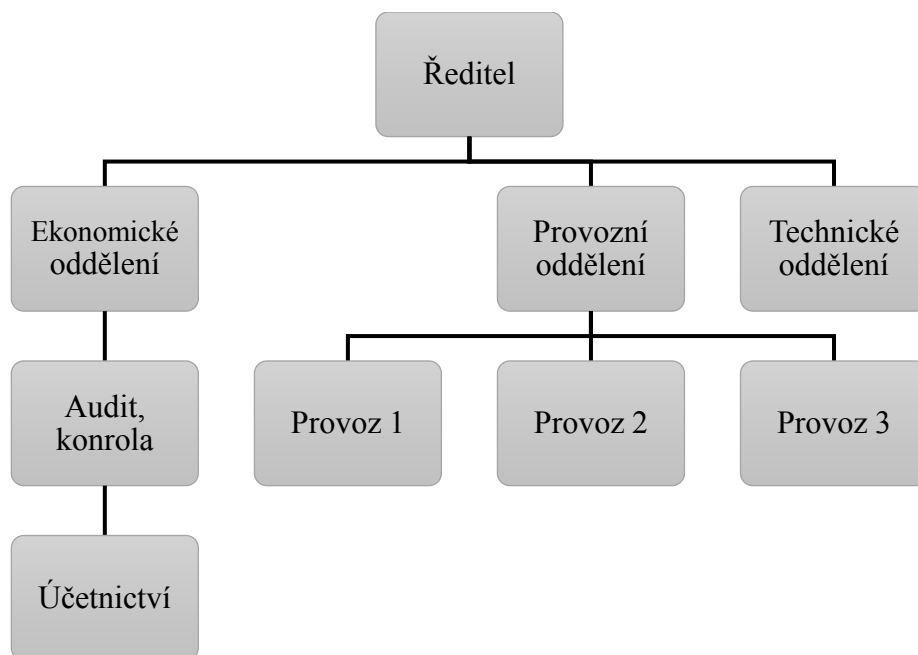 Ředitel
Ekonomické
oddělení
Provozní
oddělení
Technické
oddělení
Audit,
konrola
Provoz 1
Provoz 2
Provoz 3
Účetnictví